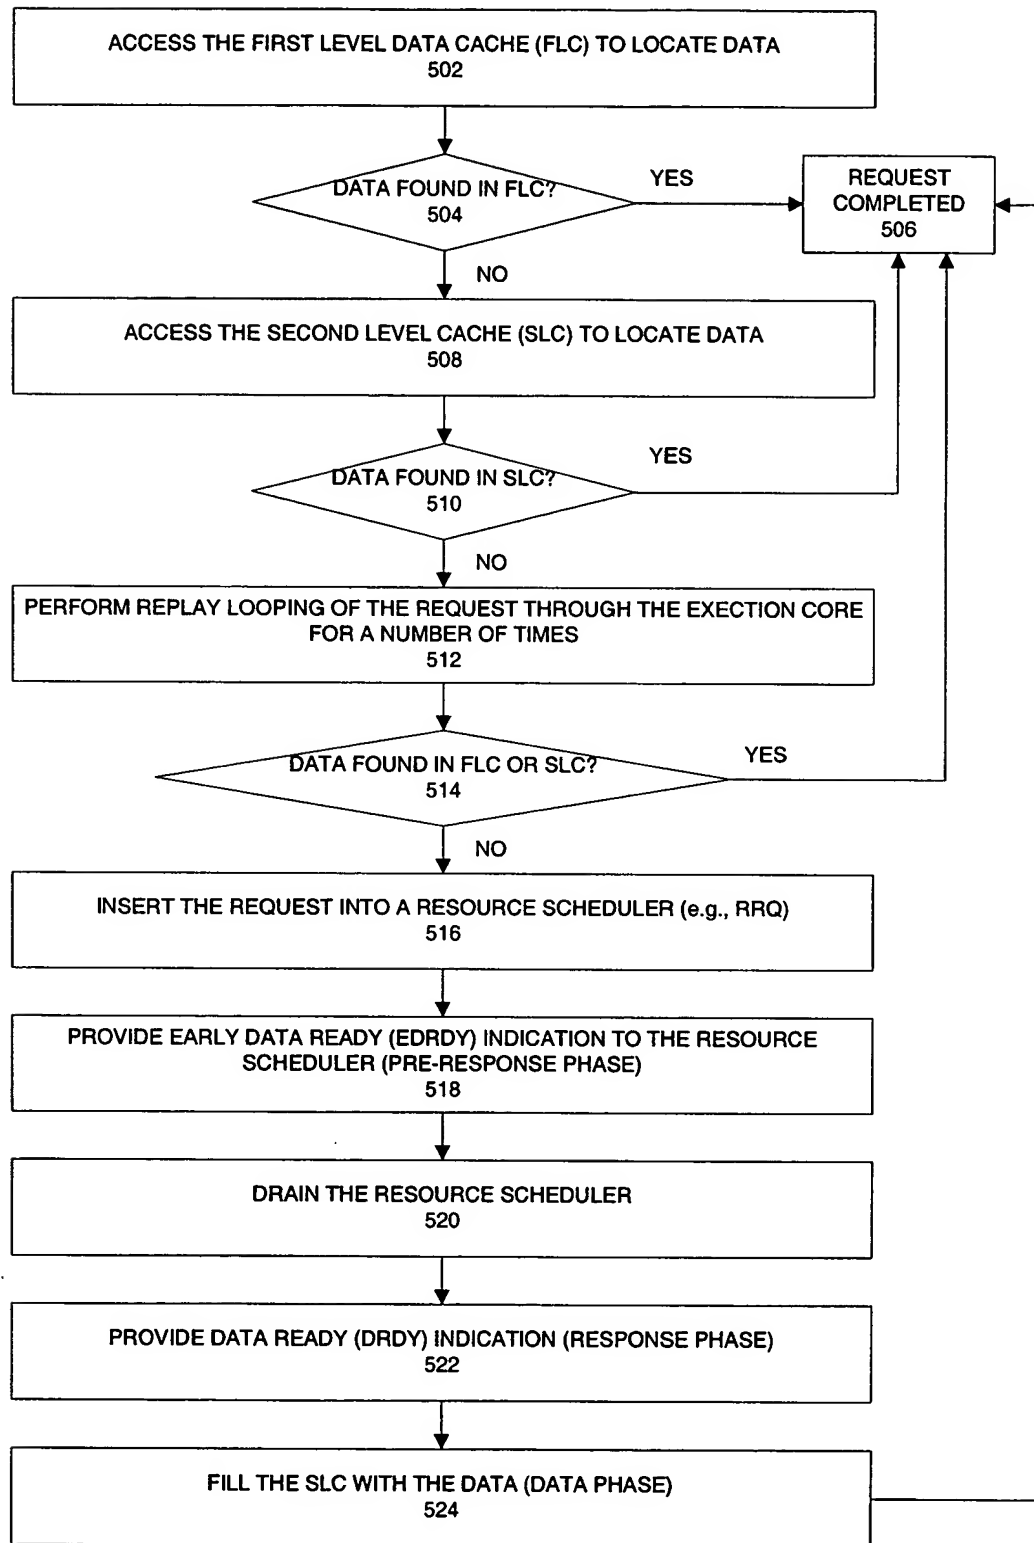 ACCESS THE FIRST LEVEL DATA CACHE (FLC) TO LOCATE DATA
502
DATA FOUND IN FLC?
504
YES
REQUEST
COMPLETED
506
NO
ACCESS THE SECOND LEVEL CACHE (SLC) TO LOCATE DATA
508
DATA FOUND IN SLC?
510
YES
NO
PERFORM REPLAY LOOPING OF THE REQUEST THROUGH THE EXECTION CORE
FOR A NUMBER OF TIMES
512
DATA FOUND IN FLC OR SLC?
514
YES
NO
INSERT THE REQUEST INTO A RESOURCE SCHEDULER (e.g., RRQ)
516
PROVIDE EARLY DATA READY (EDRDY) INDICATION TO THE RESOURCE
SCHEDULER (PRE-RESPONSE PHASE)
518
DRAIN THE RESOURCE SCHEDULER
520
PROVIDE DATA READY (DRDY) INDICATION (RESPONSE PHASE)
522
FILL THE SLC WITH THE DATA (DATA PHASE)
524